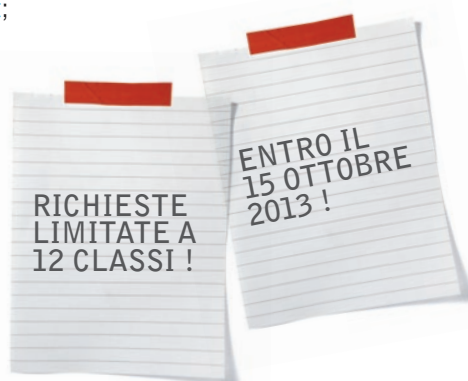 ;
RICHIESTE
LIMITATE A
12 CLASSI !
ENTRO IL
15 OTTOBRE
2013 !